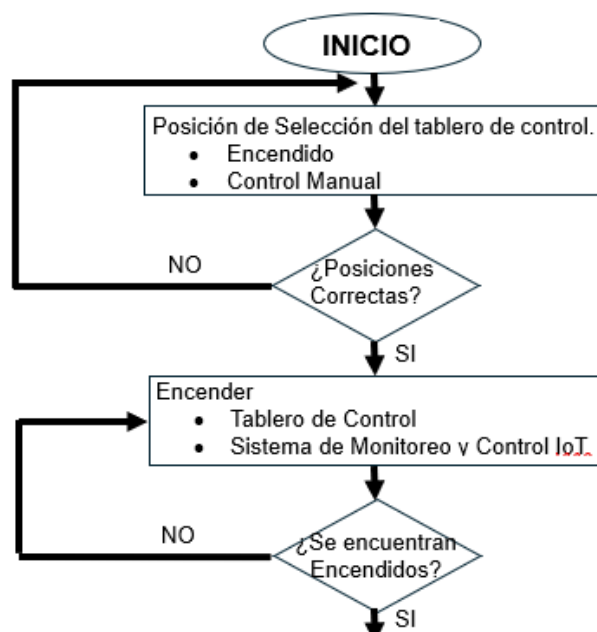 INICIO
Posición de Selección del tablero de control.
• Encendido
• Control Manual
NO
¿Posiciones
Correctas?
SI
Encender
• Tablero de Control
• Sistema de Monitoreo y Control IoT.
NO
¿Se encuentran
Encendidos?
SI